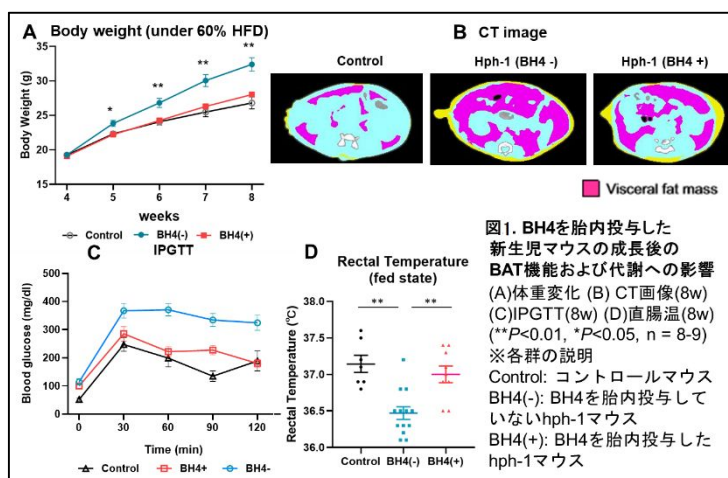 A Body weight (under 60% HFD)
Body Weight (g)
35
30
25
20
15
*
**
**
**
4 5 6 7 8
weeks
Control BH4(-) BH4(+)
B CT image
Control
Hph-1 (BH4 -)
Hph-1 (BH4 +)
Visceral fat mass
C IPGTT
Blood glucose (mg/dl)
500
400
300
200
100
0
0 30 60 90 120
Time (min)
Control BH4+ BH4-
D
Rectal Temperature
(fed state)
Rectal Temperature (°C)
38.0
37.5
37.0
36.5
36.0
** **
Control BH4(-) BH4(+)
図1. BH4を胎内投与した
新生児マウスの成長後の
BAT機能および代謝への影響
(A)体重変化 (B) CT画像(8w)
(C)IPGTT(8w) (D)直腸温(8w)
(**P<0.01, *P<0.05, n = 8-9)
※各群の説明
Control: コントロールマウス
BH4(-): BH4を胎内投与して
いないhph-1マウス
BH4(+): BH4を胎内投与した
hph-1マウス